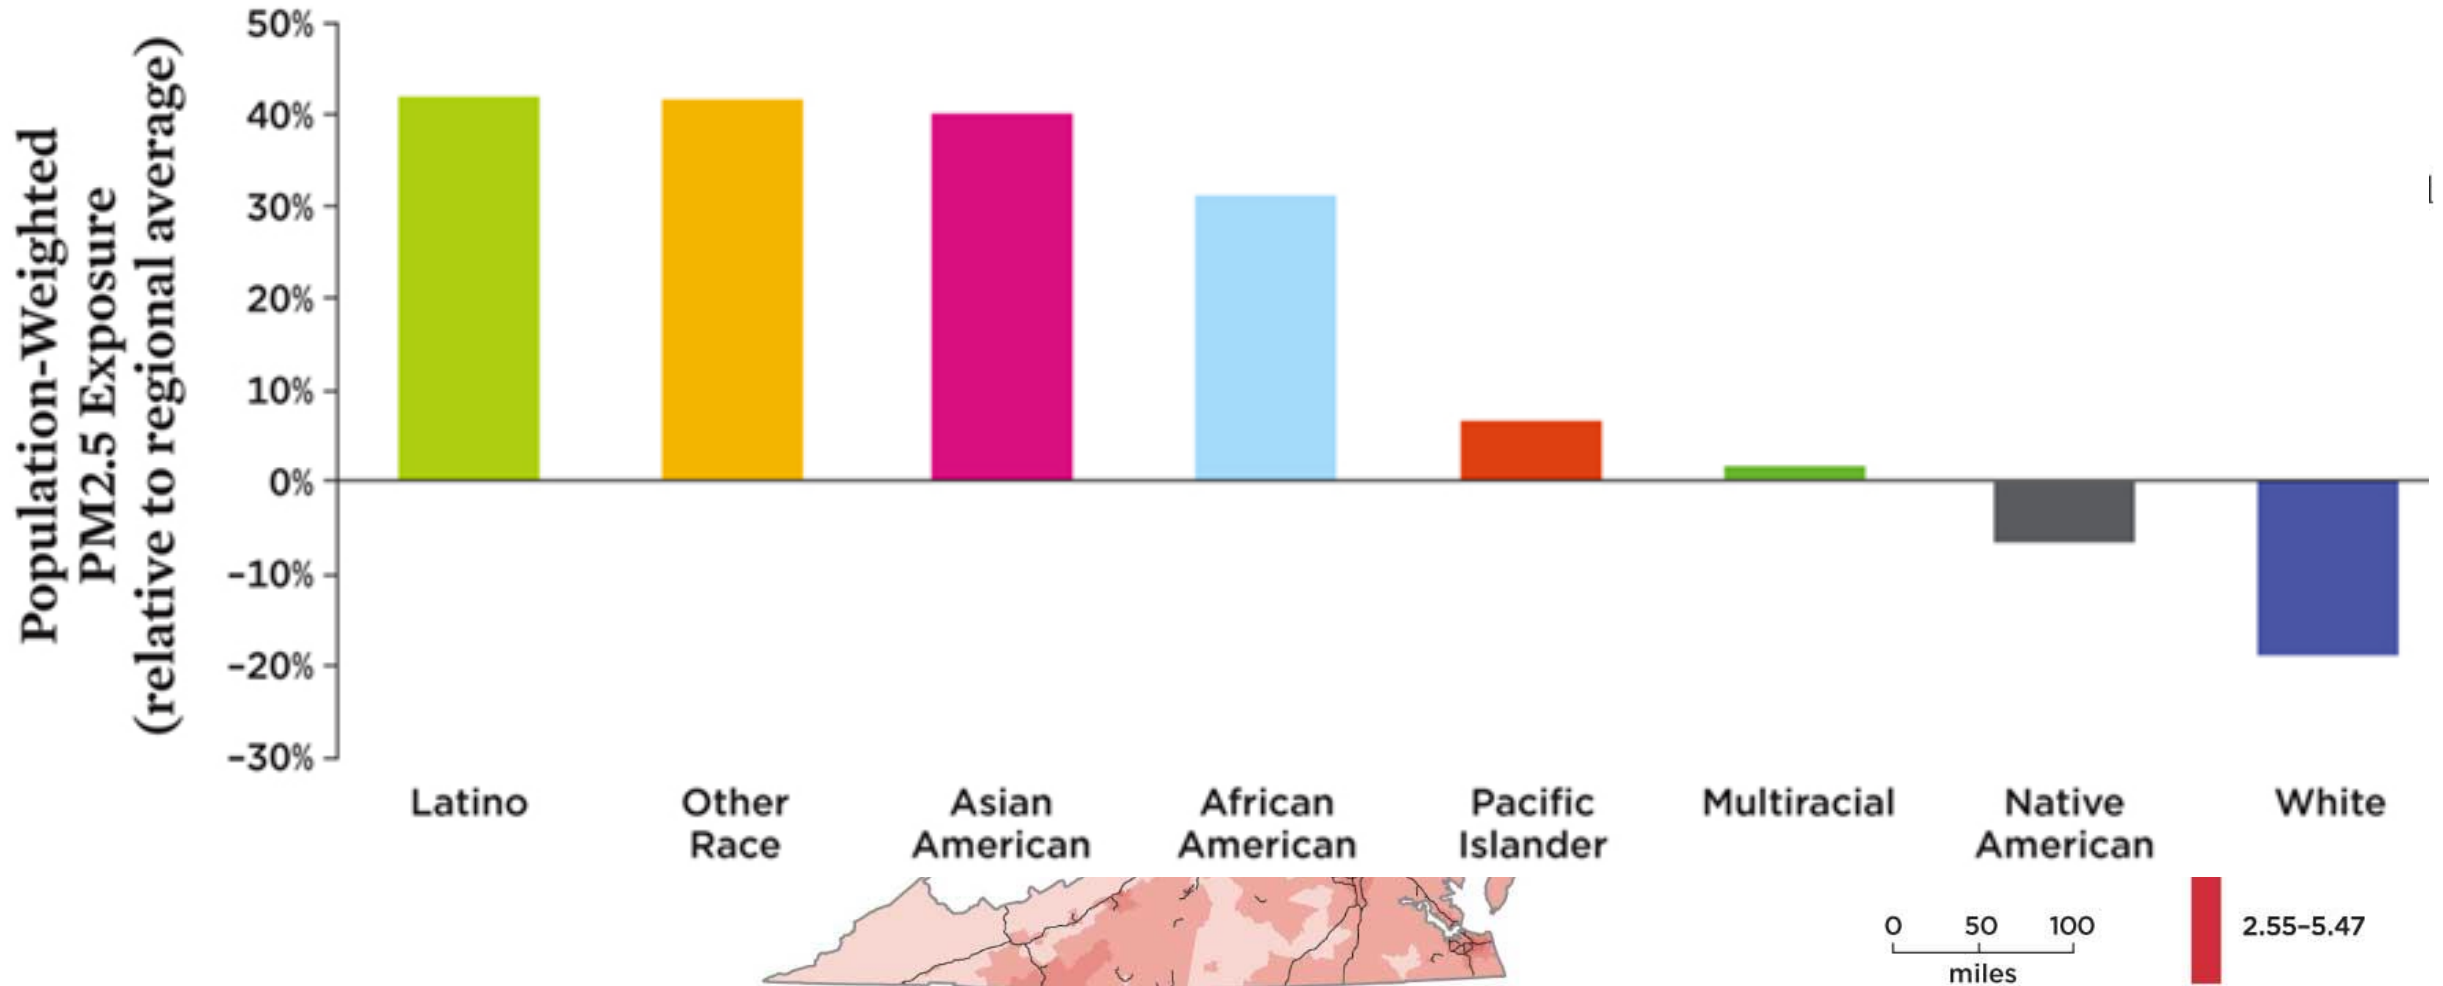 Population-Weighted
PM2.5 Exposure
(relative to regional average)
50%
40%
30%
20%
10%
0%
-10%
-20%
-30%
Latino
Other
Race
Asian
American
African
American
Pacific
Islander
Multiracial
Native
American
White
0 50 100
miles
2.55–5.47